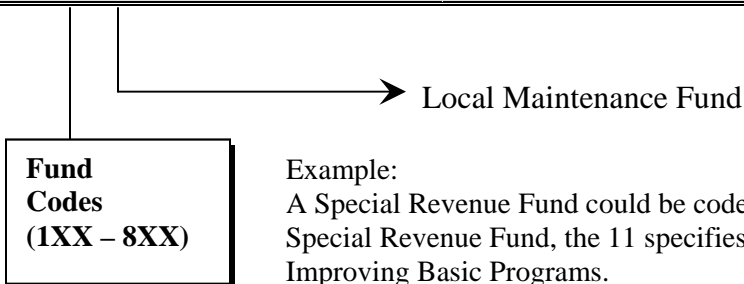 Local Maintenance Fund
Fund
Codes
(1XX – 8XX)
Example:
A Special Revenue Fund could be code
Special Revenue Fund, the 11 specifies
Improving Basic Programs.